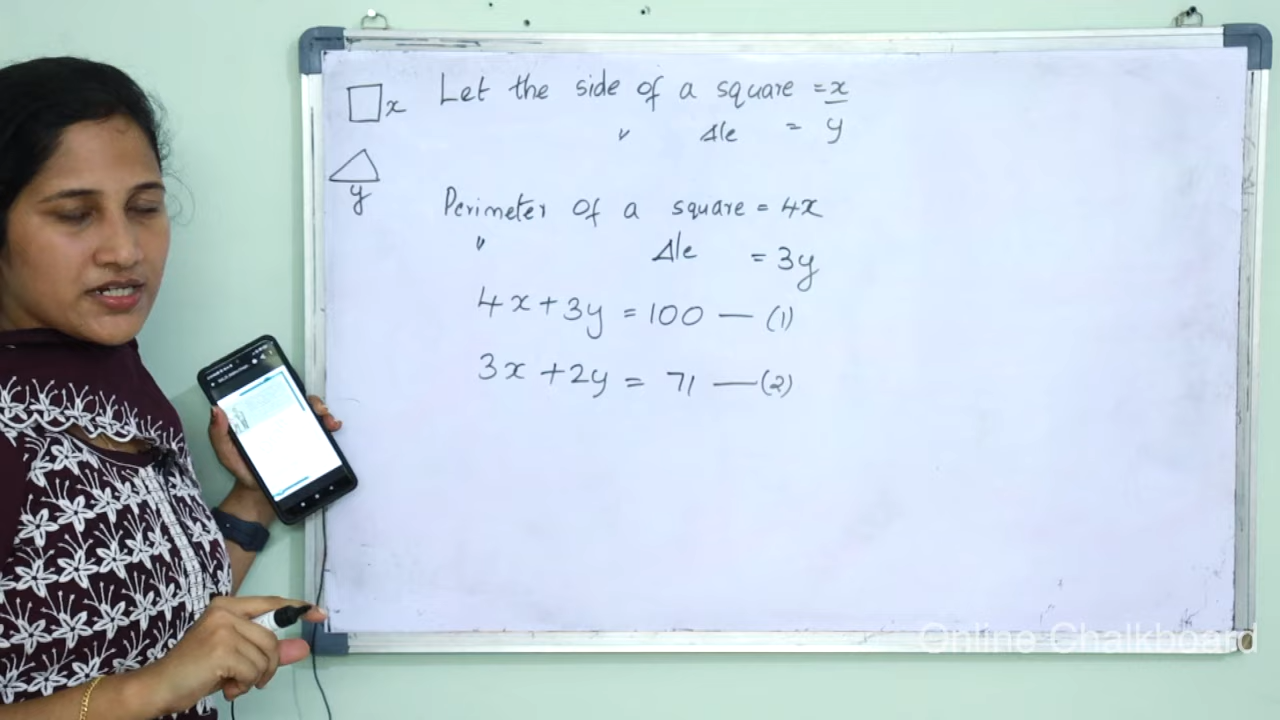 x Let the side of a square = x
" Δle = y
y
Perimeter of a square = 4x
" Δle = 3y
4x + 3y = 100 — (1)
3x + 2y = 71 — (2)
Online Chalkboard